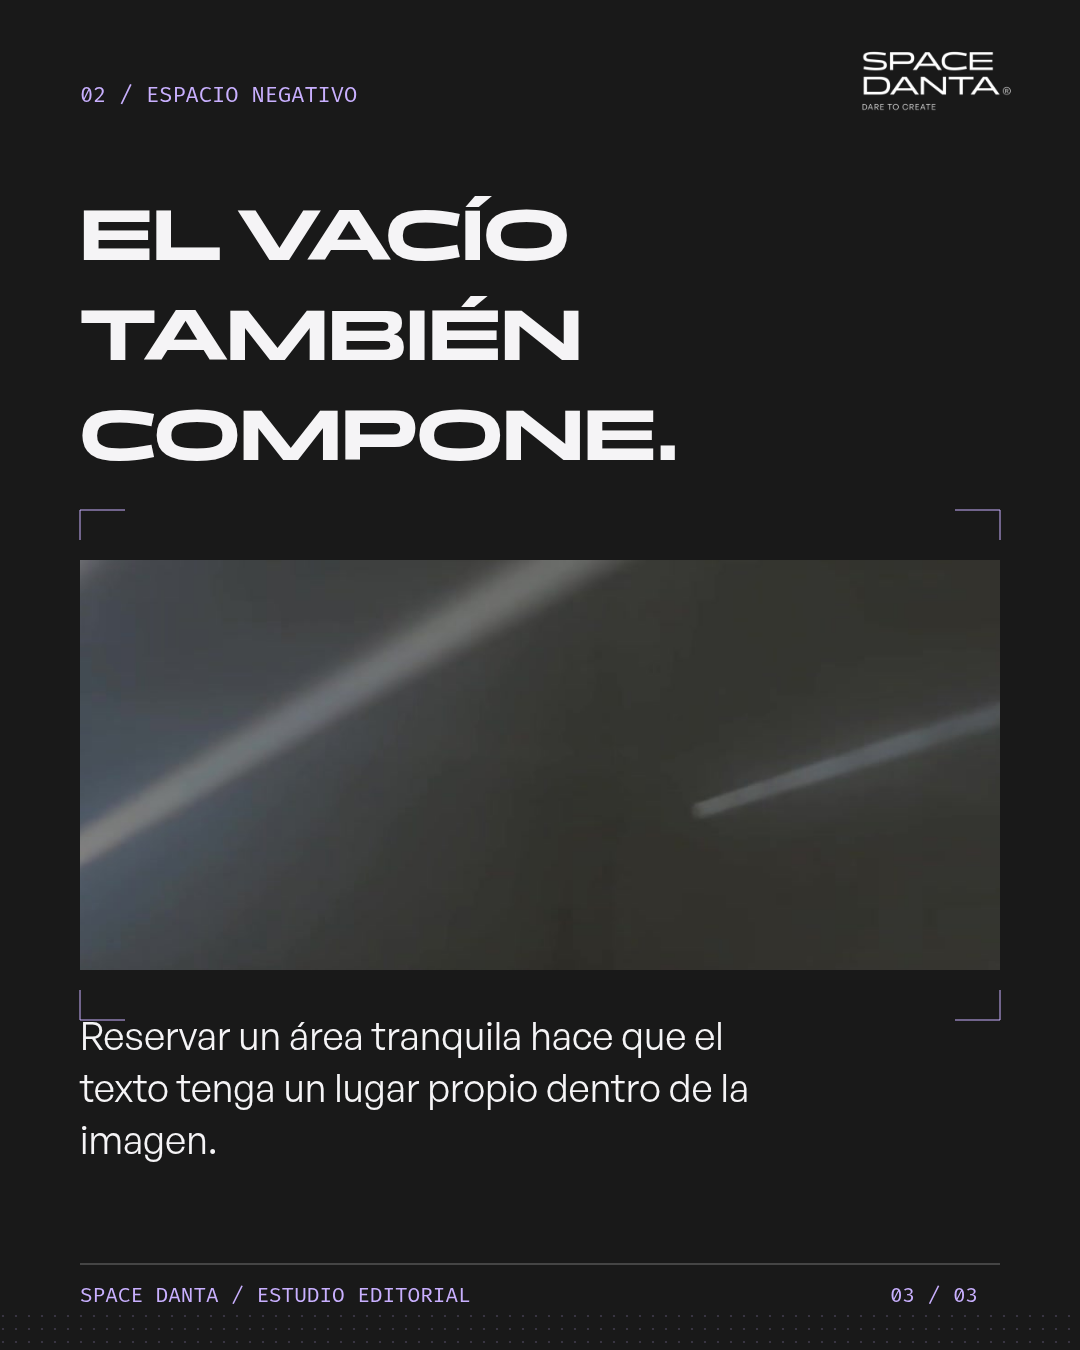 02 / ESPACIO NEGATIVO
SPACE
DANTA®
DARE TO CREATE
EL VACÍO
TAMBIÉN
COMPONE.
Reservar un área tranquila hace que el
texto tenga un lugar propio dentro de la
imagen.
SPACE DANTA / ESTUDIO EDITORIAL
03 / 03